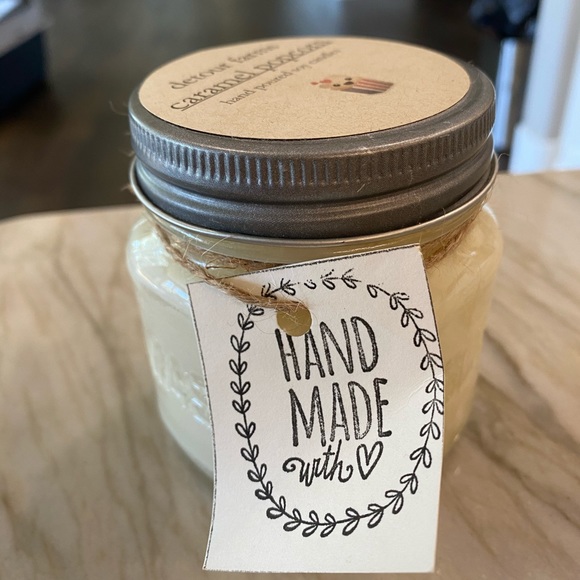 detour farms
caramel popcorn
hand poured soy candle
HAND
MADE
with